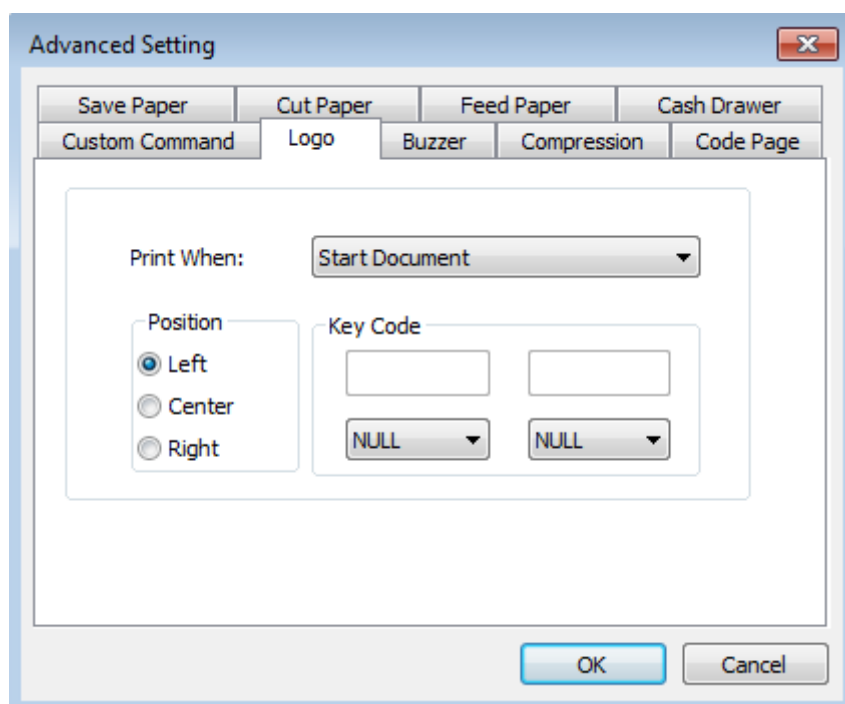 Advanced Setting
Save Paper Cut Paper Feed Paper Cash Drawer
Custom Command Logo Buzzer Compression Code Page
Print When: Start Document
Position Key Code
Left
Center
Right NULL NULL
OK Cancel